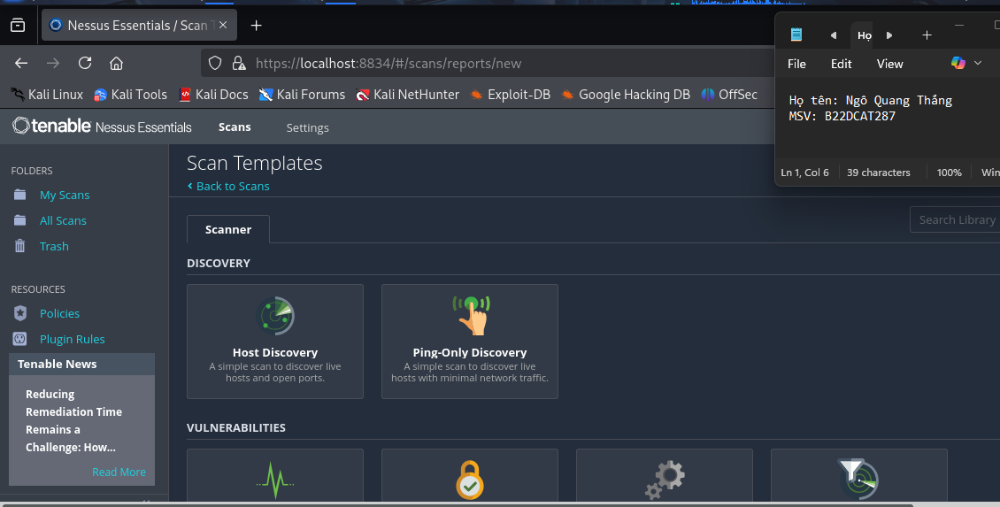 Nessus Essentials / Scan T
https://localhost:8834/#/scans/reports/new
Kali Linux
Kali Tools
Kali Docs
Kali Forums
Kali NetHunter
Exploit-DB
Google Hacking DB
OffSec
Họ
File
Edit
View
Họ tên: Ngô Quang Thắng
MSV: B22DCAT287
Ln 1, Col 6
39 characters
100%
Win
tenable Nessus Essentials
Scans
Settings
FOLDERS
My Scans
All Scans
Trash
RESOURCES
Policies
Plugin Rules
Tenable News
Reducing
Remediation Time
Remains a
Challenge: How...
Read More
Scan Templates
Back to Scans
Scanner
Search Library
DISCOVERY
Host Discovery
A simple scan to discover live
hosts and open ports.
Ping-Only Discovery
A simple scan to discover live
hosts with minimal network traffic.
VULNERABILITIES